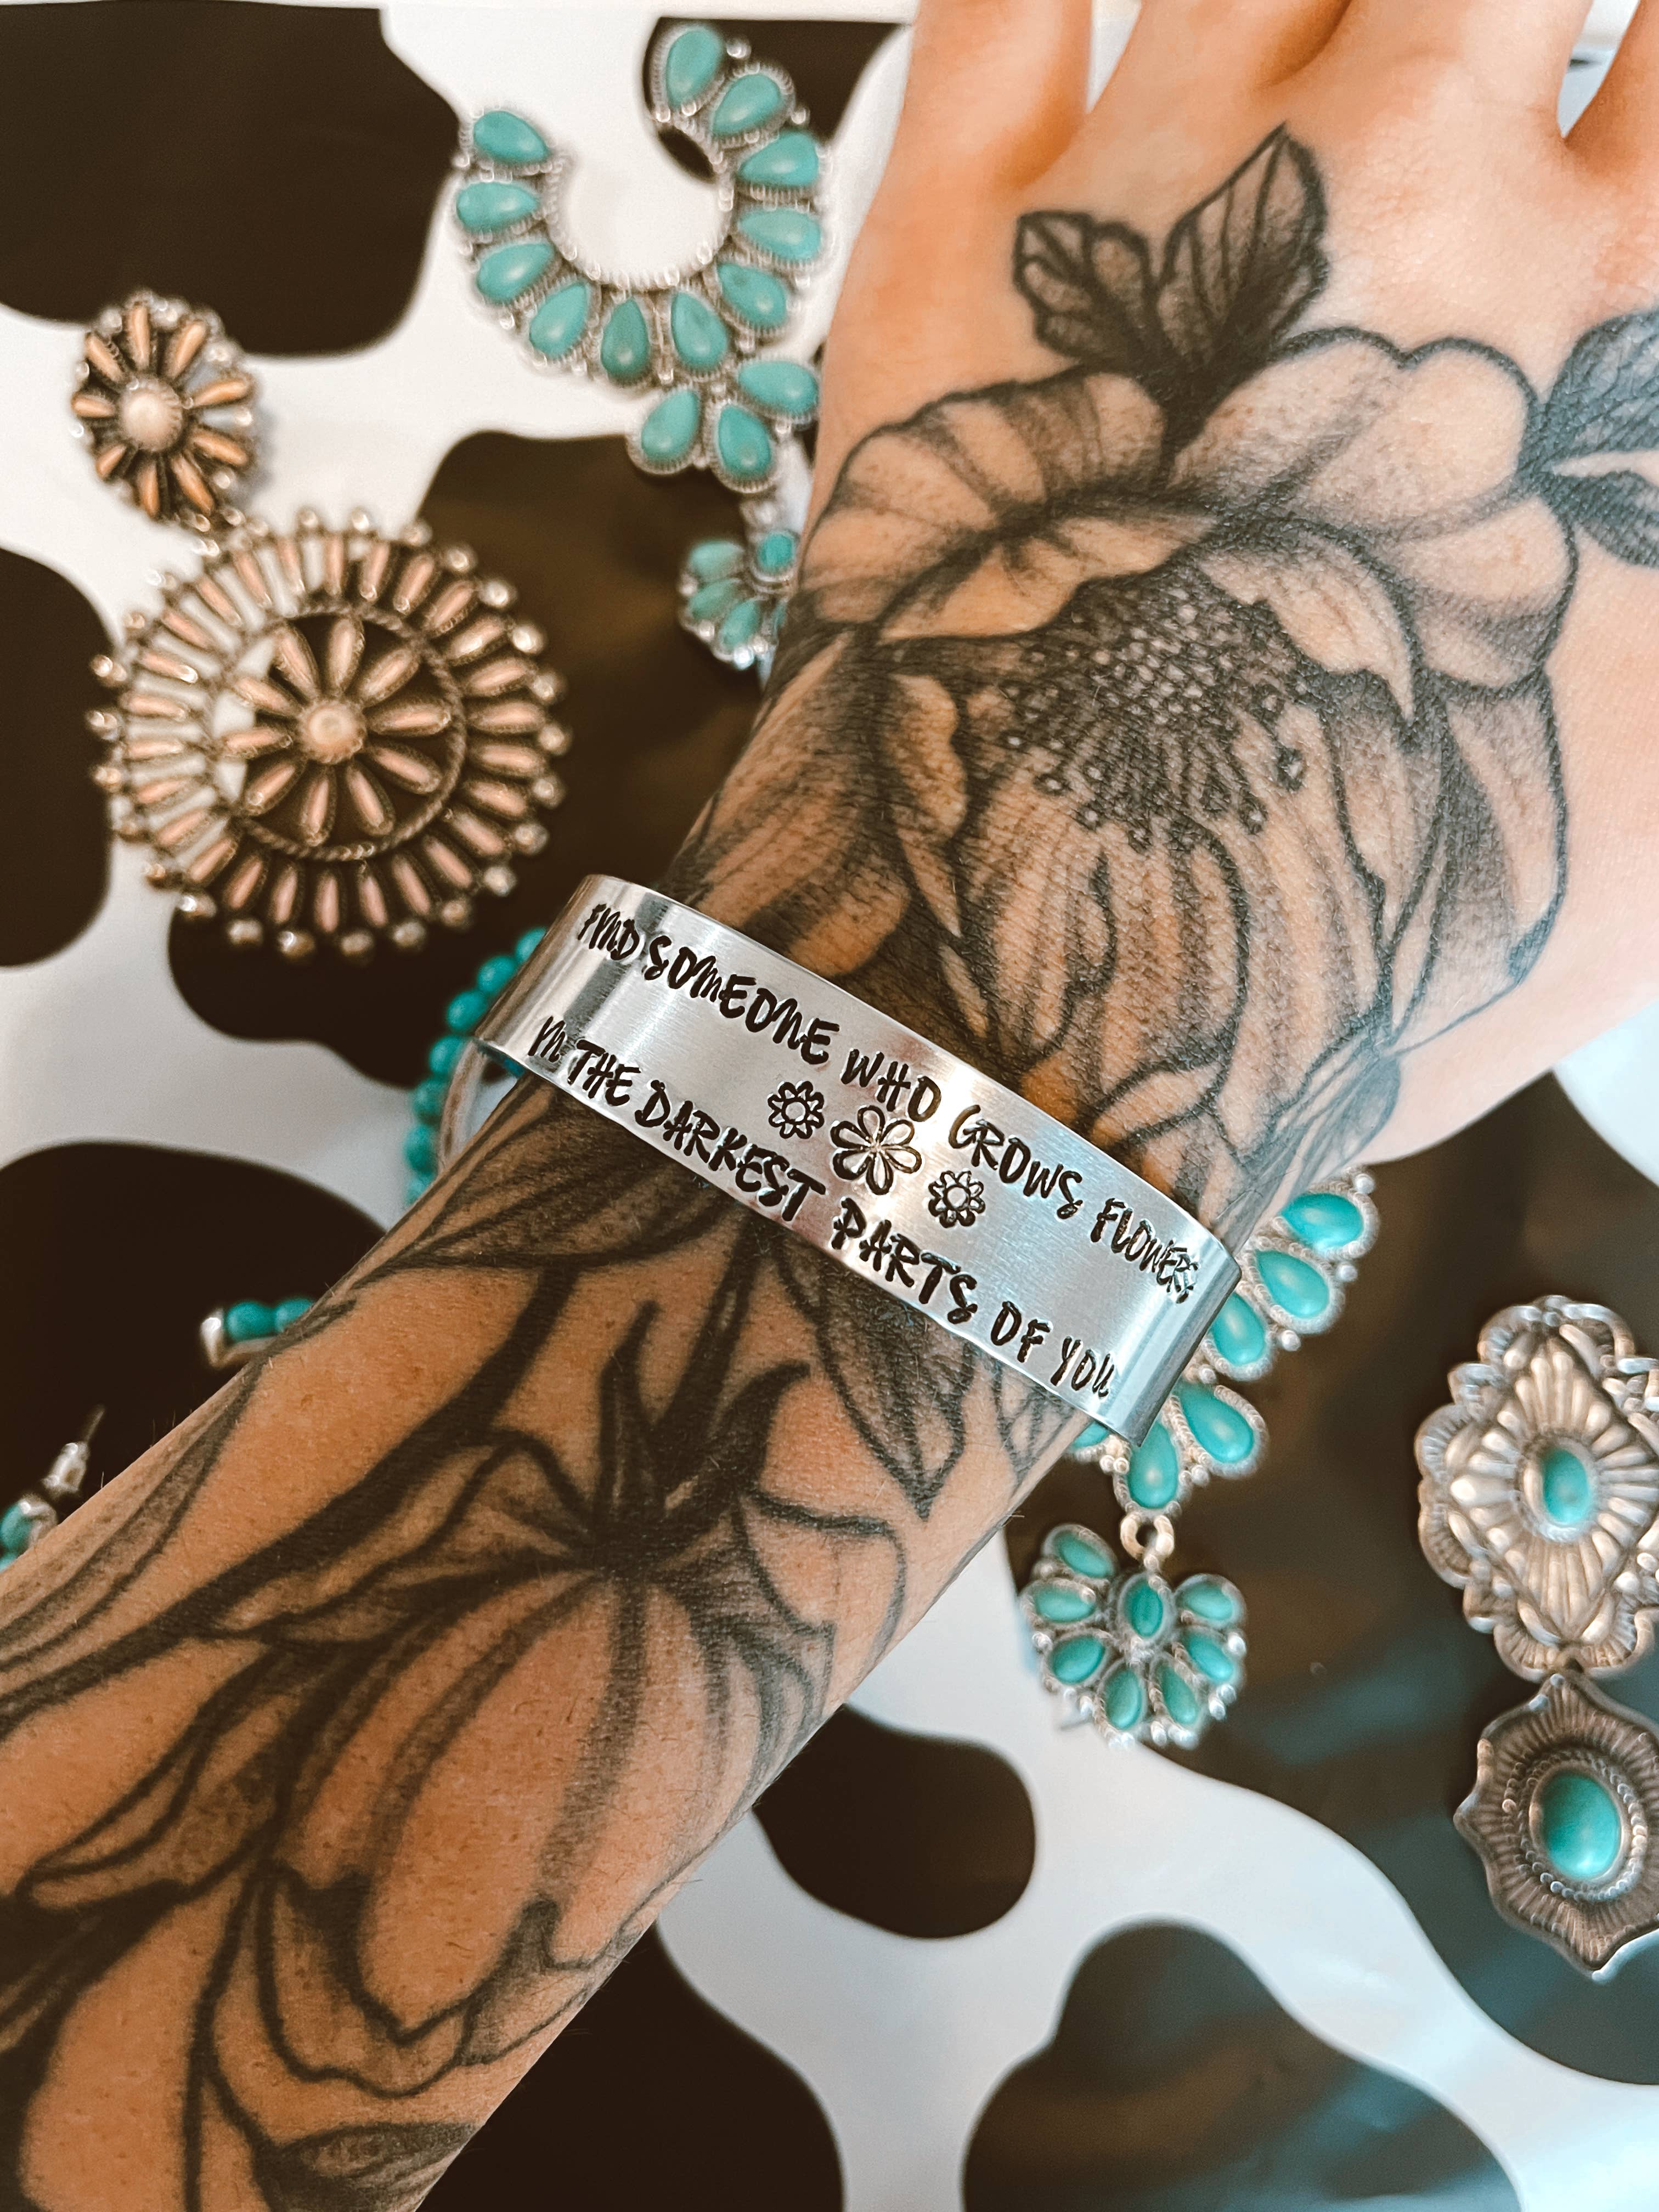 FIND SOMEONE WHO GROWS FLOWERS
IN THE DARKEST PARTS OF YOU